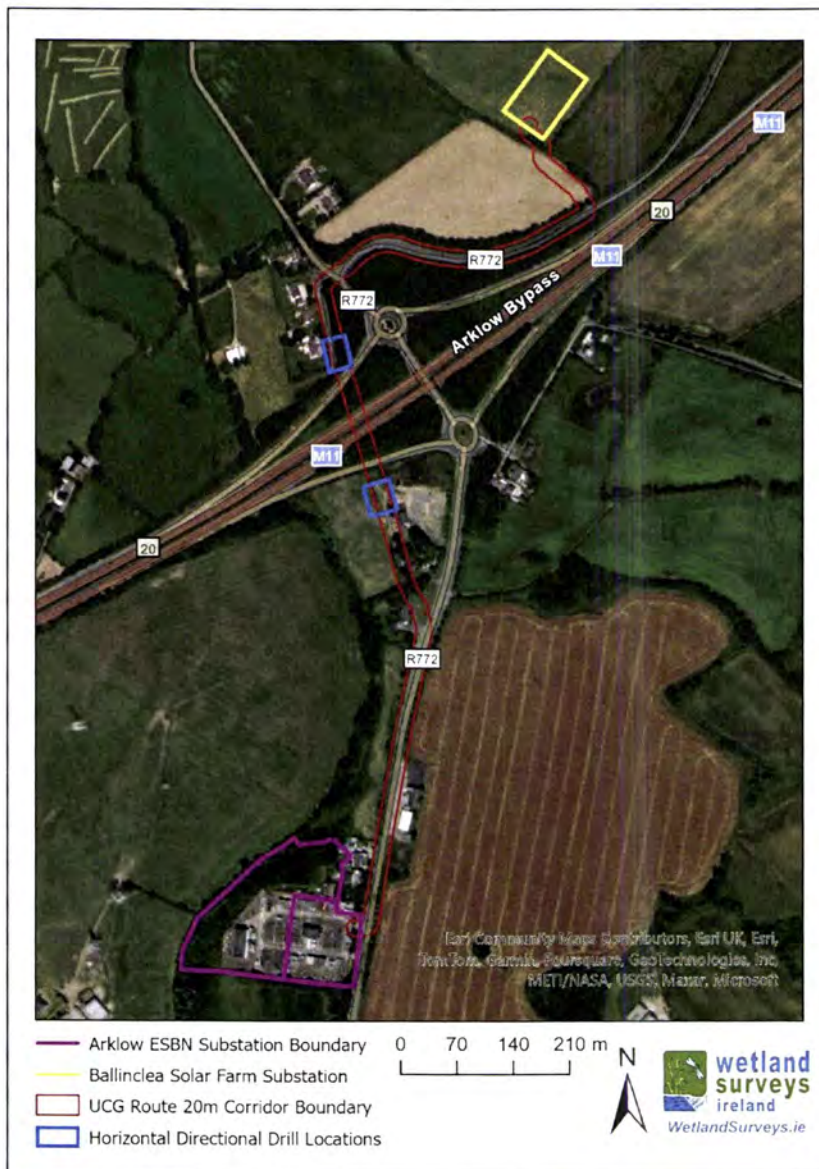 M11
20
R772
M11
R772
Arklow Bypass
M11
20
R772
Esri Community Maps Contributors, Esri UK, Esri,
TomTom, Garmin, Foursquare, GeoTechnologies, Inc,
METI/NASA, USGS, Maxar, Microsoft
Arklow ESBN Substation Boundary
Ballinclea Solar Farm Substation
UCG Route 20m Corridor Boundary
Horizontal Directional Drill Locations
0 70 140 210 m
N
wetland
surveys
ireland
WetlandSurveys.ie